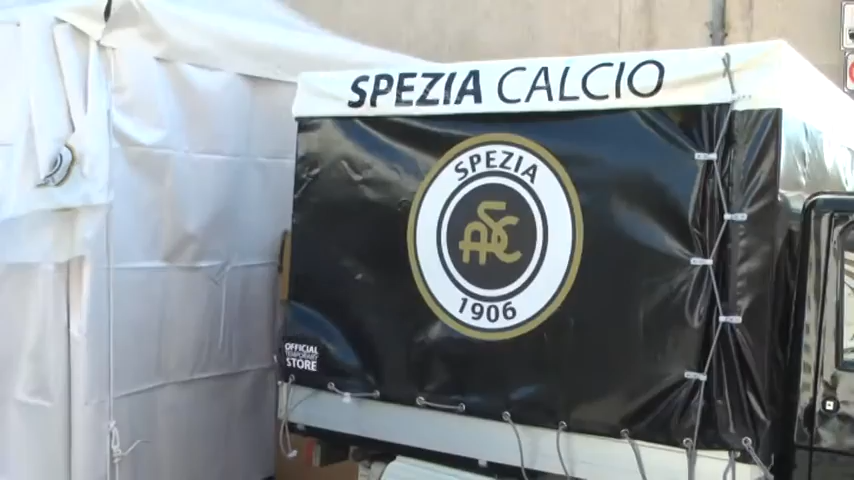 SPEZIA CALCIO
SPEZIA
ASC
1906
OFFICIAL
TEMPORARY
STORE